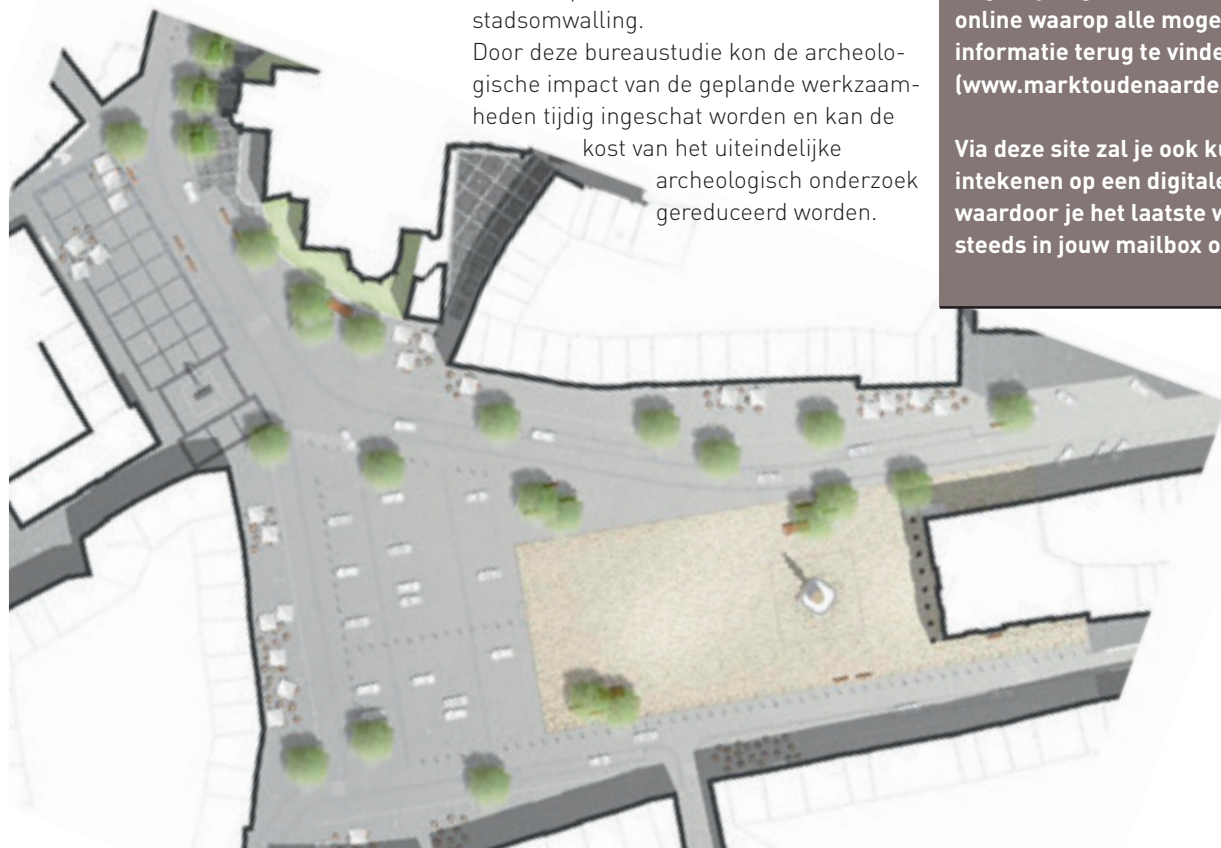 stadsomwalling.
Door deze bureaustudie kon de archeolo-
gische impact van de geplande werkzaam-
heden tijdig ingeschat worden en kan de
kost van het uiteindelijke
archeologisch onderzoek
gereduceerd worden.
online waarop alle moge
informatie terug te vinde
(www.marktoudenaarde.
Via deze site zal je ook ku
intekenen op een digitale
waardoor je het laatste w
steeds in jouw mailbox o